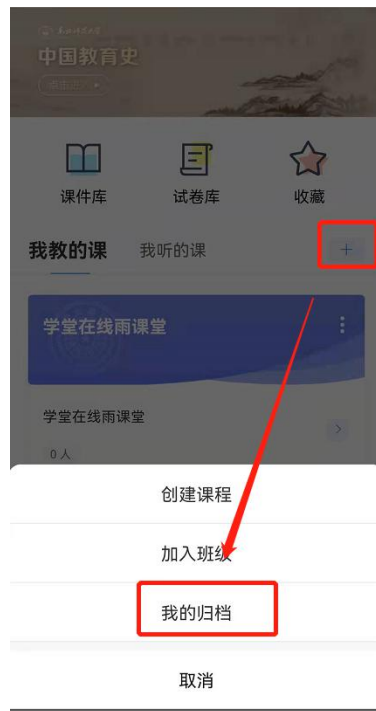 中国教育史
课件库 试卷库 收藏
我教的课 我听的课 +
学堂在线雨课堂
学堂在线雨课堂
0人
创建课程
加入班级
我的归档
取消